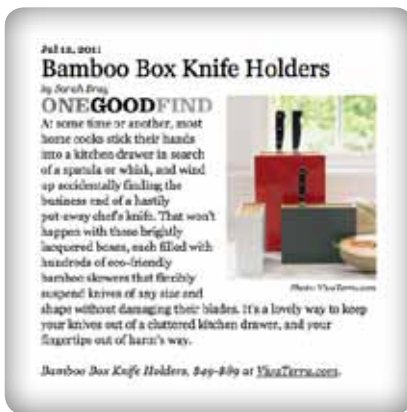 Jul 12, 2011
Bamboo Box Knife Holders
by Sarah Bray
ONEGOODFIND
At some time or another, most
home cooks stick their hands
into a kitchen drawer in search
of a spatula or whisk, and wind
up accidentally finding the
business end of a hastily
put-away chef's knife. That won't
happen with these brightly
lacquered boxes, each filled with
hundreds of eco-friendly
bamboo skewers that flexibly
suspend knives of any size and
shape without damaging their blades. It's a lovely way to keep
your knives out of a cluttered kitchen drawer, and your
fingertips out of harm's way.
Photo: VivaTerra.com
Bamboo Box Knife Holders, $49-$89 at VivaTerra.com.